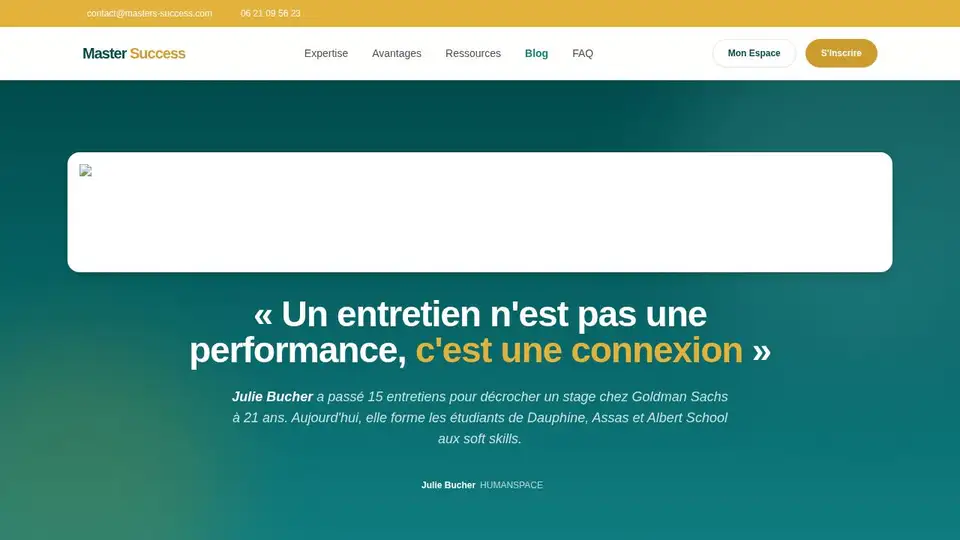 contact@masters-success.com 06 21 09 56 23
Master Success Expertise Avantages Ressources Blog FAQ Mon Espace S'Inscrire
« Un entretien n'est pas une
performance, c'est une connexion »
Julie Bucher a passé 15 entretiens pour décrocher un stage chez Goldman Sachs
à 21 ans. Aujourd'hui, elle forme les étudiants de Dauphine, Assas et Albert School
aux soft skills.
Julie Bucher HUMANSPACE